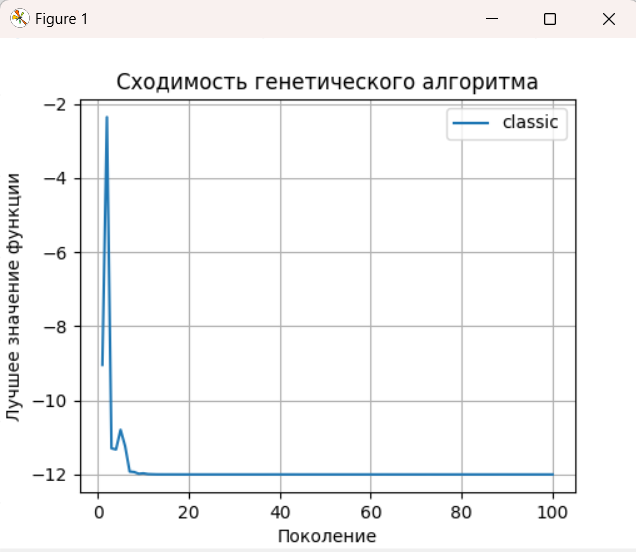 Figure 1
Сходимость генетического алгоритма
classic
Лучшее значение функции
−2
−4
−6
−8
−10
−12
0 20 40 60 80 100
Поколение